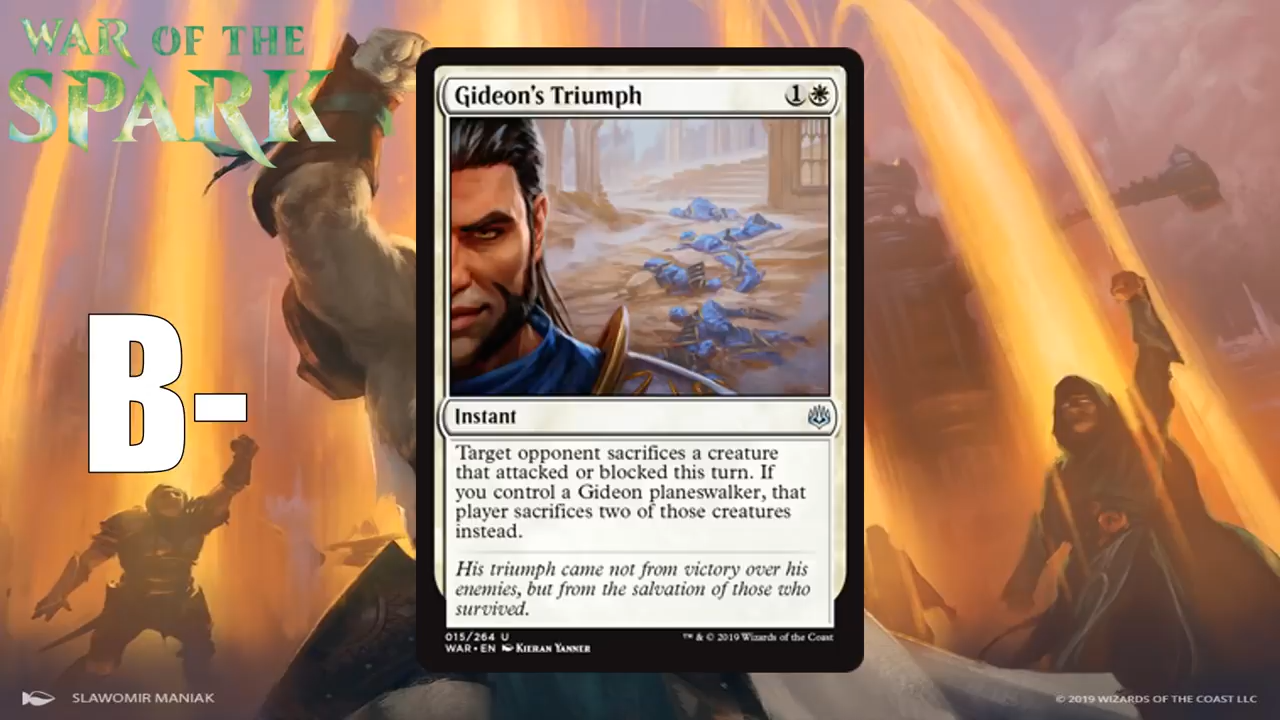 WAR OF THE
SPARK
Gideon's Triumph 1
B-
Instant
Target opponent sacrifices a creature
that attacked or blocked this turn. If
you control a Gideon planeswalker, that
player sacrifices two of those creatures
instead.
His triumph came not from victory over his
enemies, but from the salvation of those who
survived.
015/264 U
WAR • EN KIERAN YANNER
™ & © 2019 Wizards of the Coast
SLAWOMIR MANIAK
© 2019 WIZARDS OF THE COAST LLC